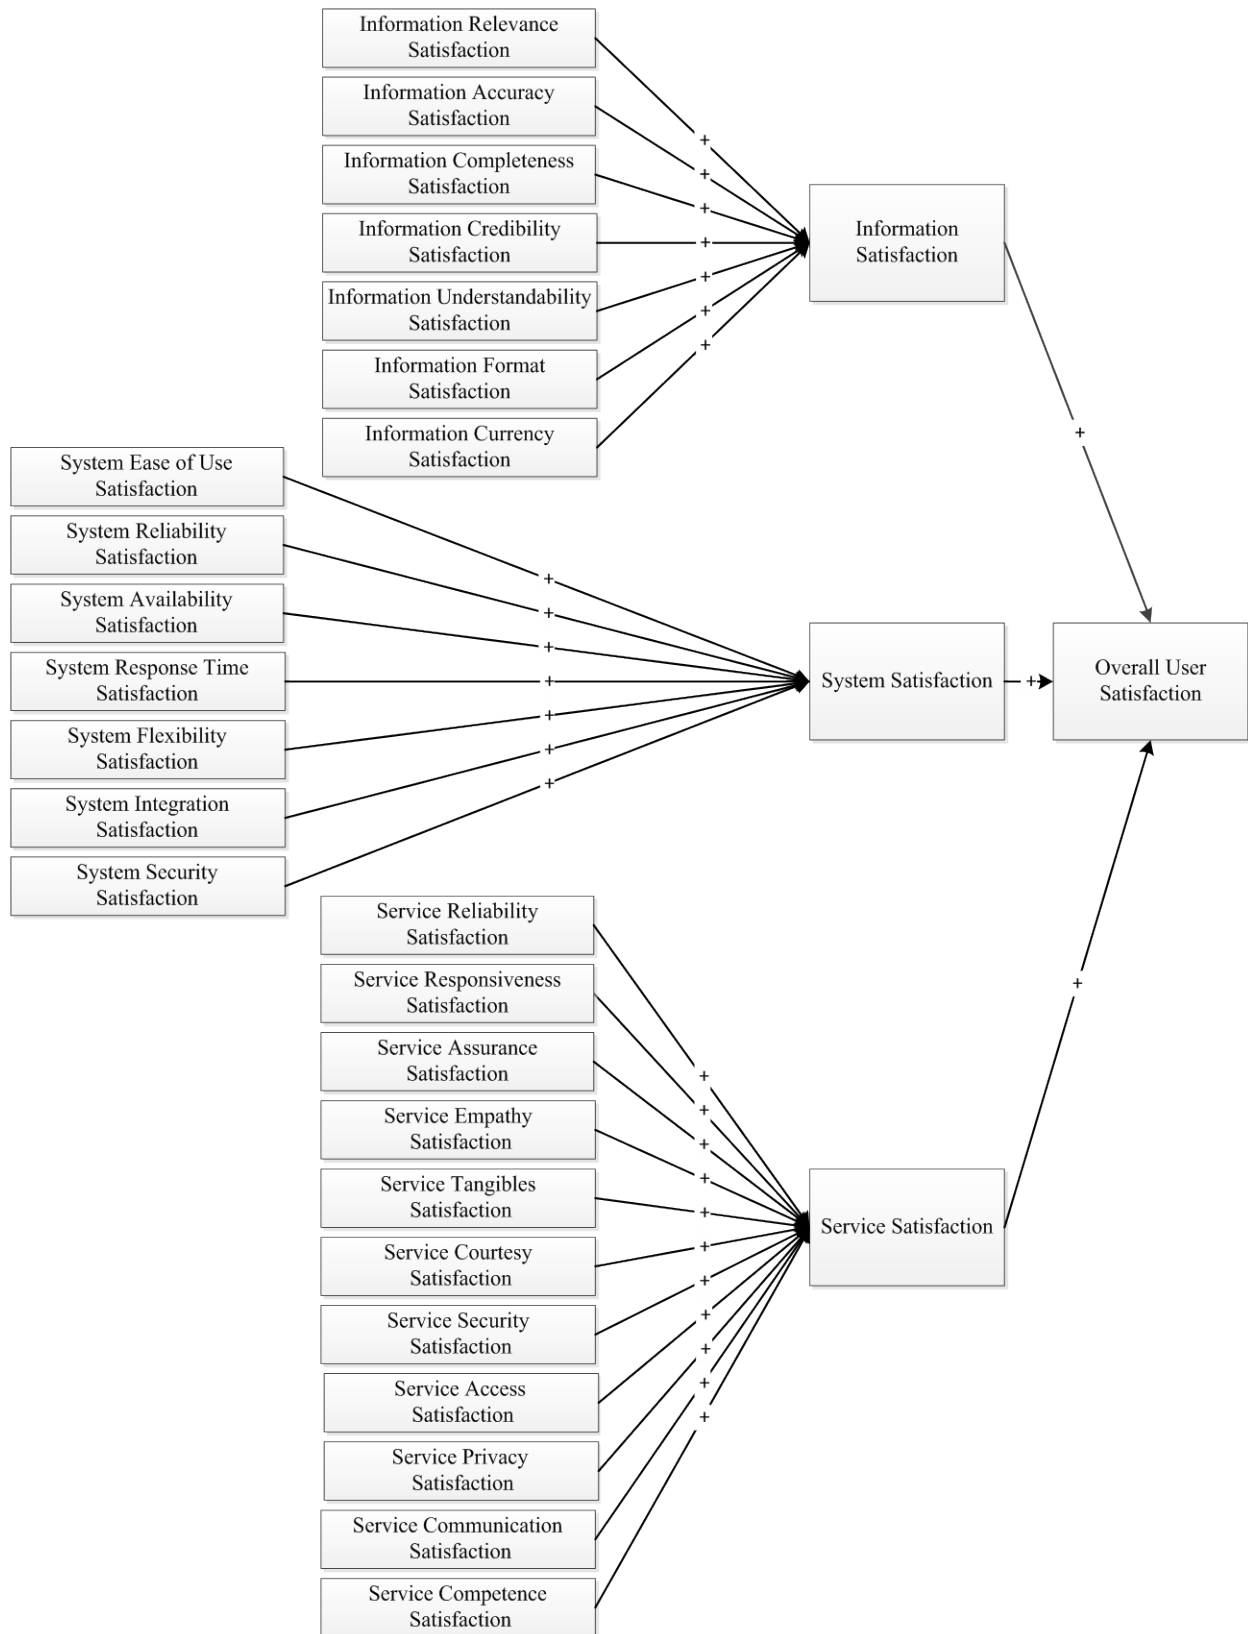 Information Relevance
Satisfaction
Information Accuracy
Satisfaction
+
Information Completeness
Satisfaction
+
+
Information Credibility
Satisfaction
+
Information Understandability
Satisfaction
+
Information Format
Satisfaction
+
+
Information Currency
Satisfaction
Information
Satisfaction
+
System Ease of Use
Satisfaction
System Reliability
Satisfaction
System Availability
Satisfaction
System Response Time
Satisfaction
System Flexibility
Satisfaction
System Integration
Satisfaction
System Security
Satisfaction
+
+
+
+
+
+
+
System Satisfaction
+
Overall User
Satisfaction
Service Reliability
Satisfaction
Service Responsiveness
Satisfaction
Service Assurance
Satisfaction
Service Empathy
Satisfaction
Service Tangibles
Satisfaction
Service Courtesy
Satisfaction
Service Security
Satisfaction
Service Access
Satisfaction
Service Privacy
Satisfaction
Service Communication
Satisfaction
Service Competence
Satisfaction
+
+
+
+
+
+
+
+
+
+
+
Service Satisfaction
+